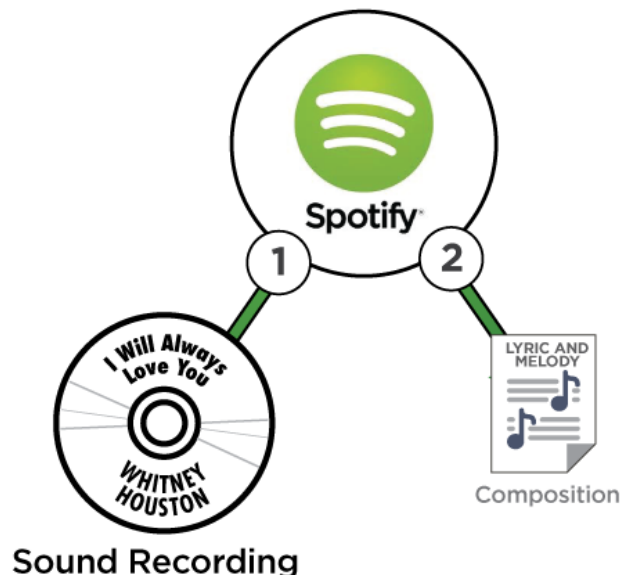 Spotify
1
2
I Will Always
Love You
WHITNEY
HOUSTON
Sound Recording
LYRIC AND
MELODY
Composition